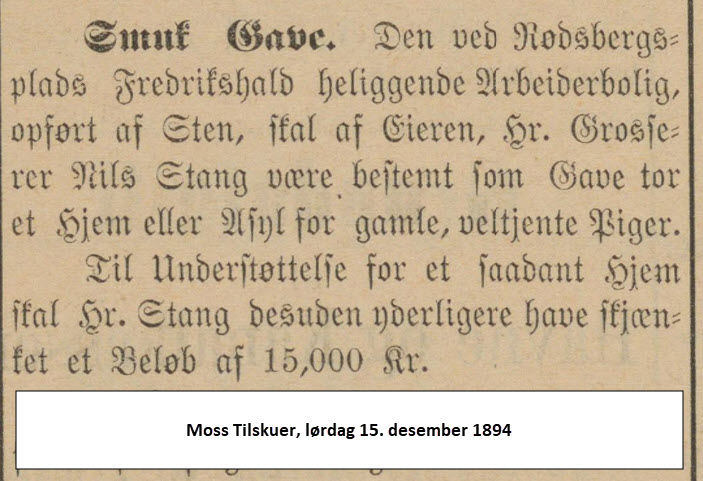 Smuk Gave. Den ved Rødsbergs-
plads Fredrikshald heliggende Arbeiderbolig,
opført af Sten, skal af Eieren, Hr. Grosse-
rer Nils Stang være bestemt som Gave tor
et Hjem eller Asyl for gamle, veltjente Piger.
Til Understøttelse for et saadant Hjem
skal Hr. Stang desuden yderligere have skjæn-
ket et Beløb af 15,000 Kr.
Moss Tilskuer, lørdag 15. desember 1894